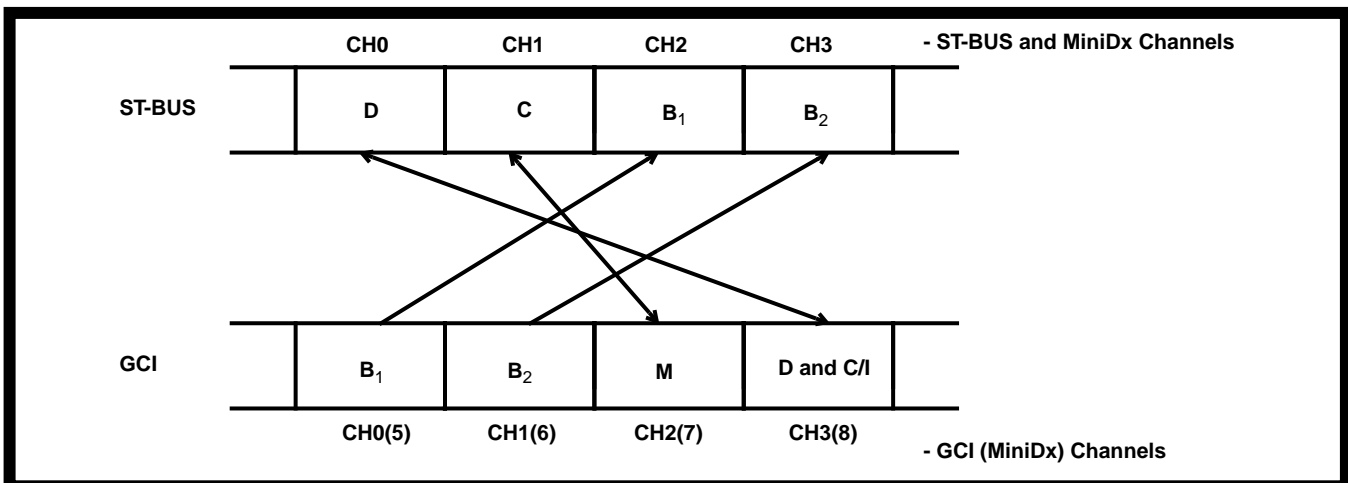 CH0 CH1 CH2 CH3 - ST-BUS and MiniDx Channels
ST-BUS D C B₁ B₂
GCI B₁ B₂ M D and C/I
CH0(5) CH1(6) CH2(7) CH3(8)
- GCI (MiniDx) Channels